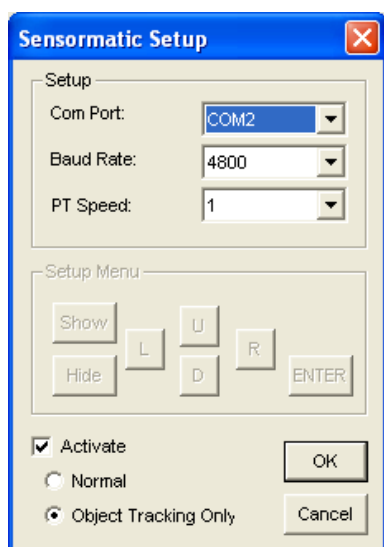 Sensormatic Setup
Setup
Com Port:
COM2
Baud Rate:
4800
PT Speed:
1
Setup Menu
Show
Hide
L
U
D
R
ENTER
Activate
Normal
Object Tracking Only
OK
Cancel